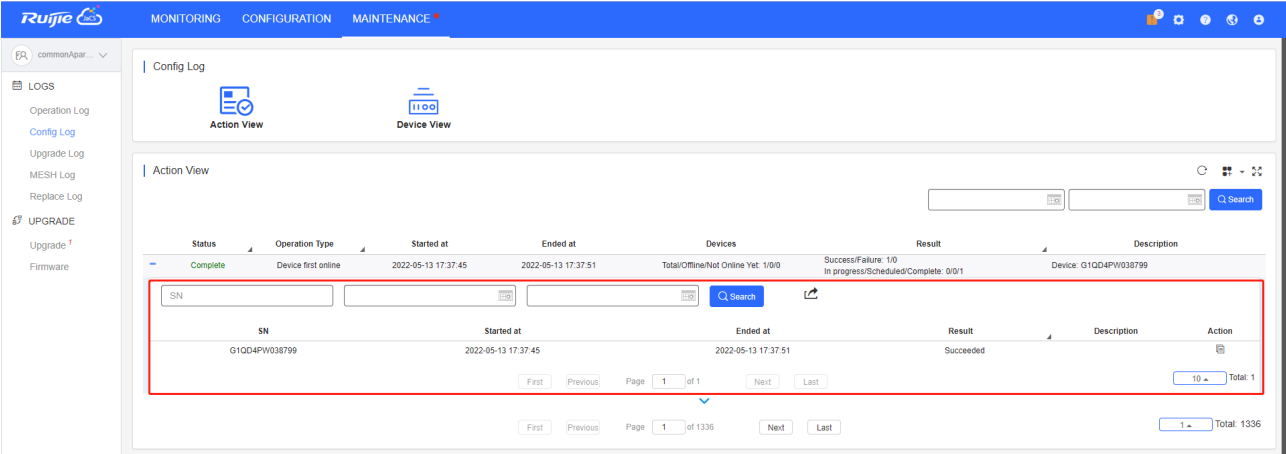 Ruijie JaCS MONITORING CONFIGURATION MAINTENANCE 3
commonApar...
LOGS
Operation Log
Config Log
Upgrade Log
MESH Log
Replace Log
UPGRADE
Upgrade 1
Firmware
Config Log
Action View Device View
Action View
Search
Status Operation Type Started at Ended at Devices Result Description
Complete Device first online 2022-05-13 17:37:45 2022-05-13 17:37:51 Total/Offline/Not Online Yet: 1/0/0 Success/Failure: 1/0 Device: G1QD4PW038799
In progress/Scheduled/Complete: 0/0/1
SN Search
SN Started at Ended at Result Description Action
G1QD4PW038799 2022-05-13 17:37:45 2022-05-13 17:37:51 Succeeded
First Previous Page 1 of 1 Next Last 10 Total: 1
First Previous Page 1 of 1336 Next Last 1 Total: 1336